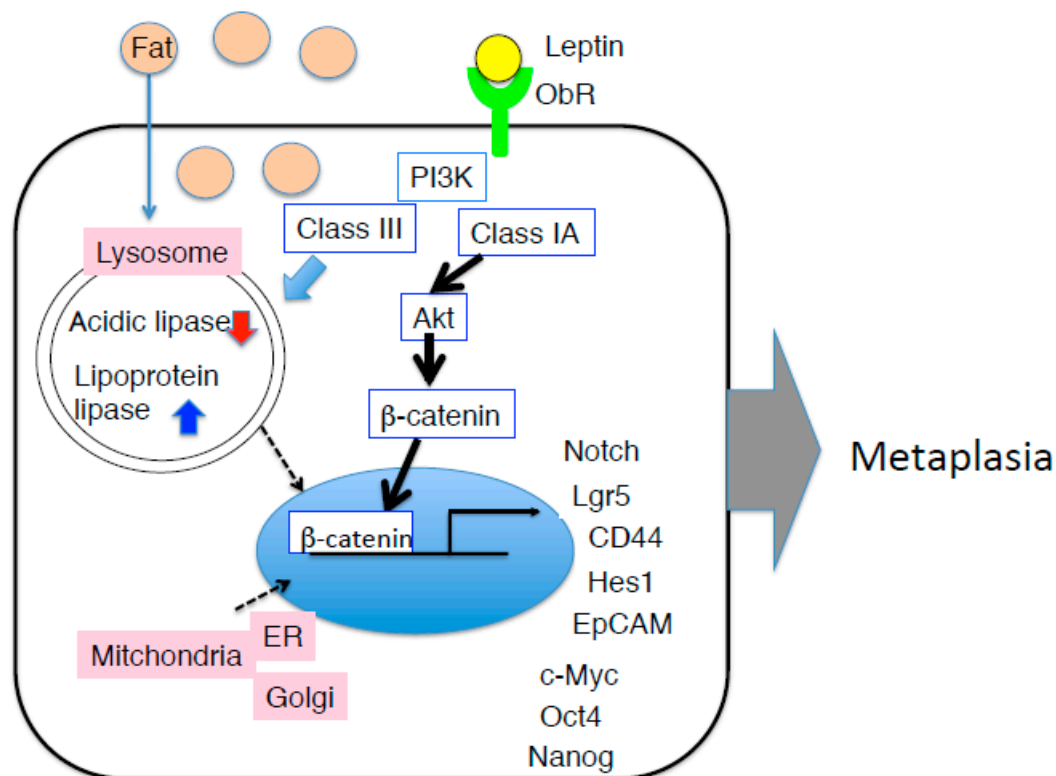 Fat
Leptin
ObR
PI3K
Class III
Class IA
Lysosome
Acidic lipase
Akt
Lipoprotein
lipase
β-catenin
Notch
Metaplasia
Lgr5
β-catenin
CD44
Hes1
EpCAM
ER
Mitchondria
Golgi
c-Myc
Oct4
Nanog